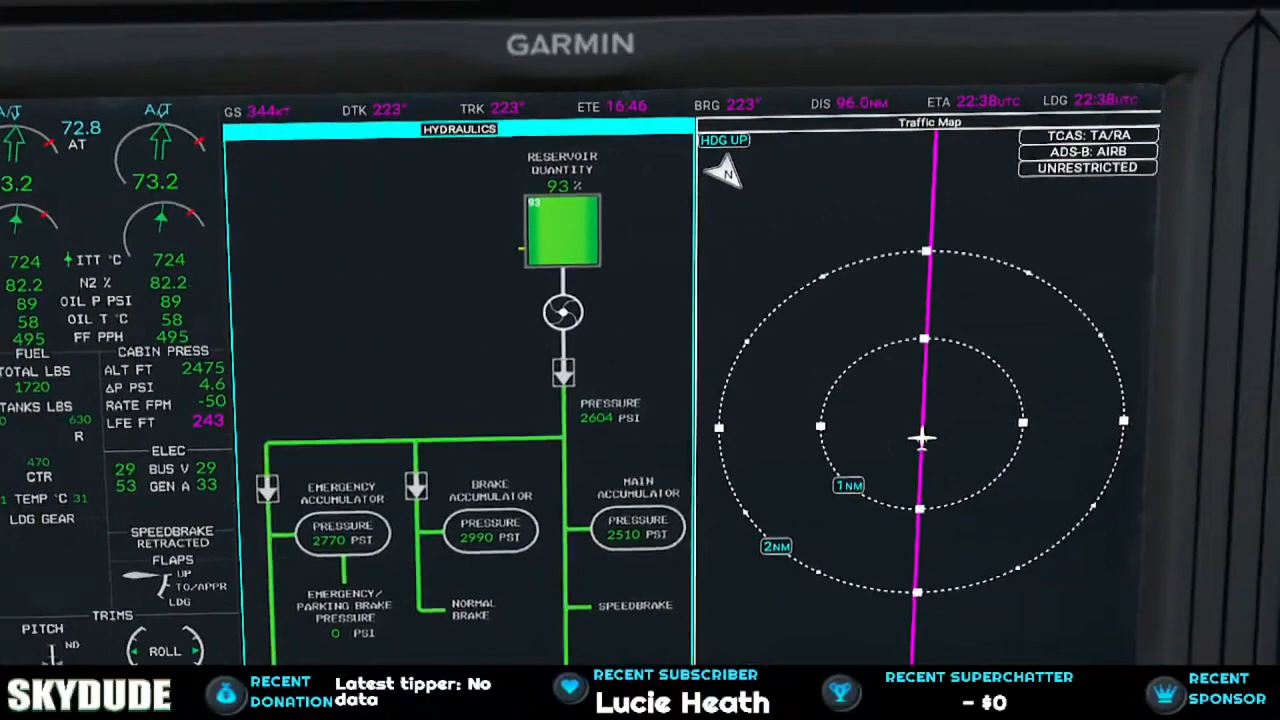 GARMIN
GS 344KT DTK 223° TRK 223° ETE 16:46 BRG 223° DIS 96.0NM ETA 22:38UTC LDG 22:38UTC
A/T
72.8
AT
3.2
73.2
724 ITT °C 724
82.2 N2 % 82.2
89 OIL P PSI 89
58 OIL T °C 58
495 FF PPH 495
FUEL
TOTAL LBS
1720
TANKS LBS
630
R
470
CTR
TEMP °C 31
LDG GEAR
CABIN PRESS
ALT FT 2475
ΔP PSI 4.6
RATE FPM -50
LFE FT 243
ELEC
29 BUS V 29
53 GEN A 33
SPEEDBRAKE
RETRACTED
FLAPS
UP
TO/APPR
LDG
TRIMS
PITCH
ND
ROLL
HYDRAULICS
RESERVOIR
QUANTITY
93 %
93
PRESSURE
2604 PSI
EMERGENCY
ACCUMULATOR
PRESSURE
2770 PSI
BRAKE
ACCUMULATOR
PRESSURE
2990 PSI
MAIN
ACCUMULATOR
PRESSURE
2510 PSI
EMERGENCY/
PARKING BRAKE
PRESSURE
0 PSI
NORMAL
BRAKE
SPEEDBRAKE
Traffic Map
HDG UP
N
TCAS: TA/RA
ADS-B: AIRB
UNRESTRICTED
1NM
2NM
SKYDUDE
RECENT
DONATION
Latest tipper: No
data
RECENT SUBSCRIBER
Lucie Heath
RECENT SUPERCHATTER
- $0
RECENT
SPONSOR